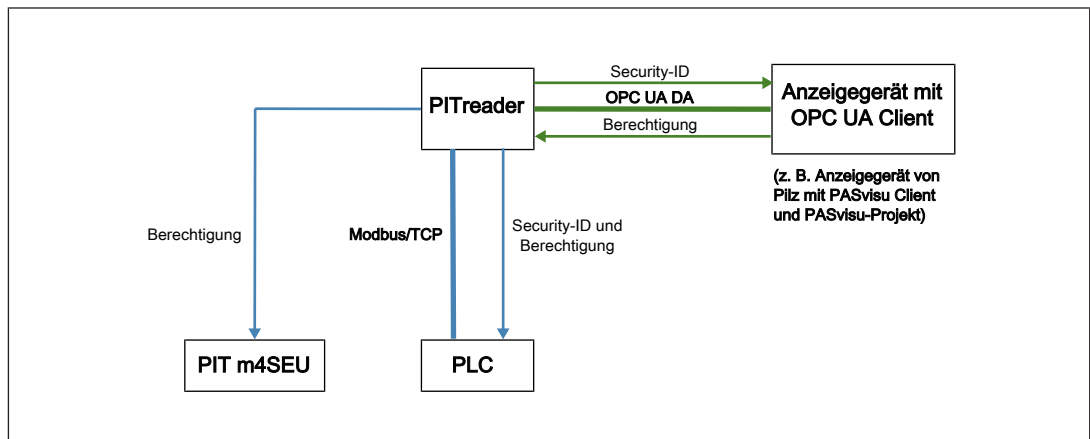 Security-ID
PITreader
OPC UA DA
Berechtigung
Anzeigegerät mit
OPC UA Client
(z. B. Anzeigegerät von
Pilz mit PASvisu Client
und PASvisu-Projekt)
Berechtigung
Modbus/TCP
Security-ID und
Berechtigung
PIT m4SEU
PLC